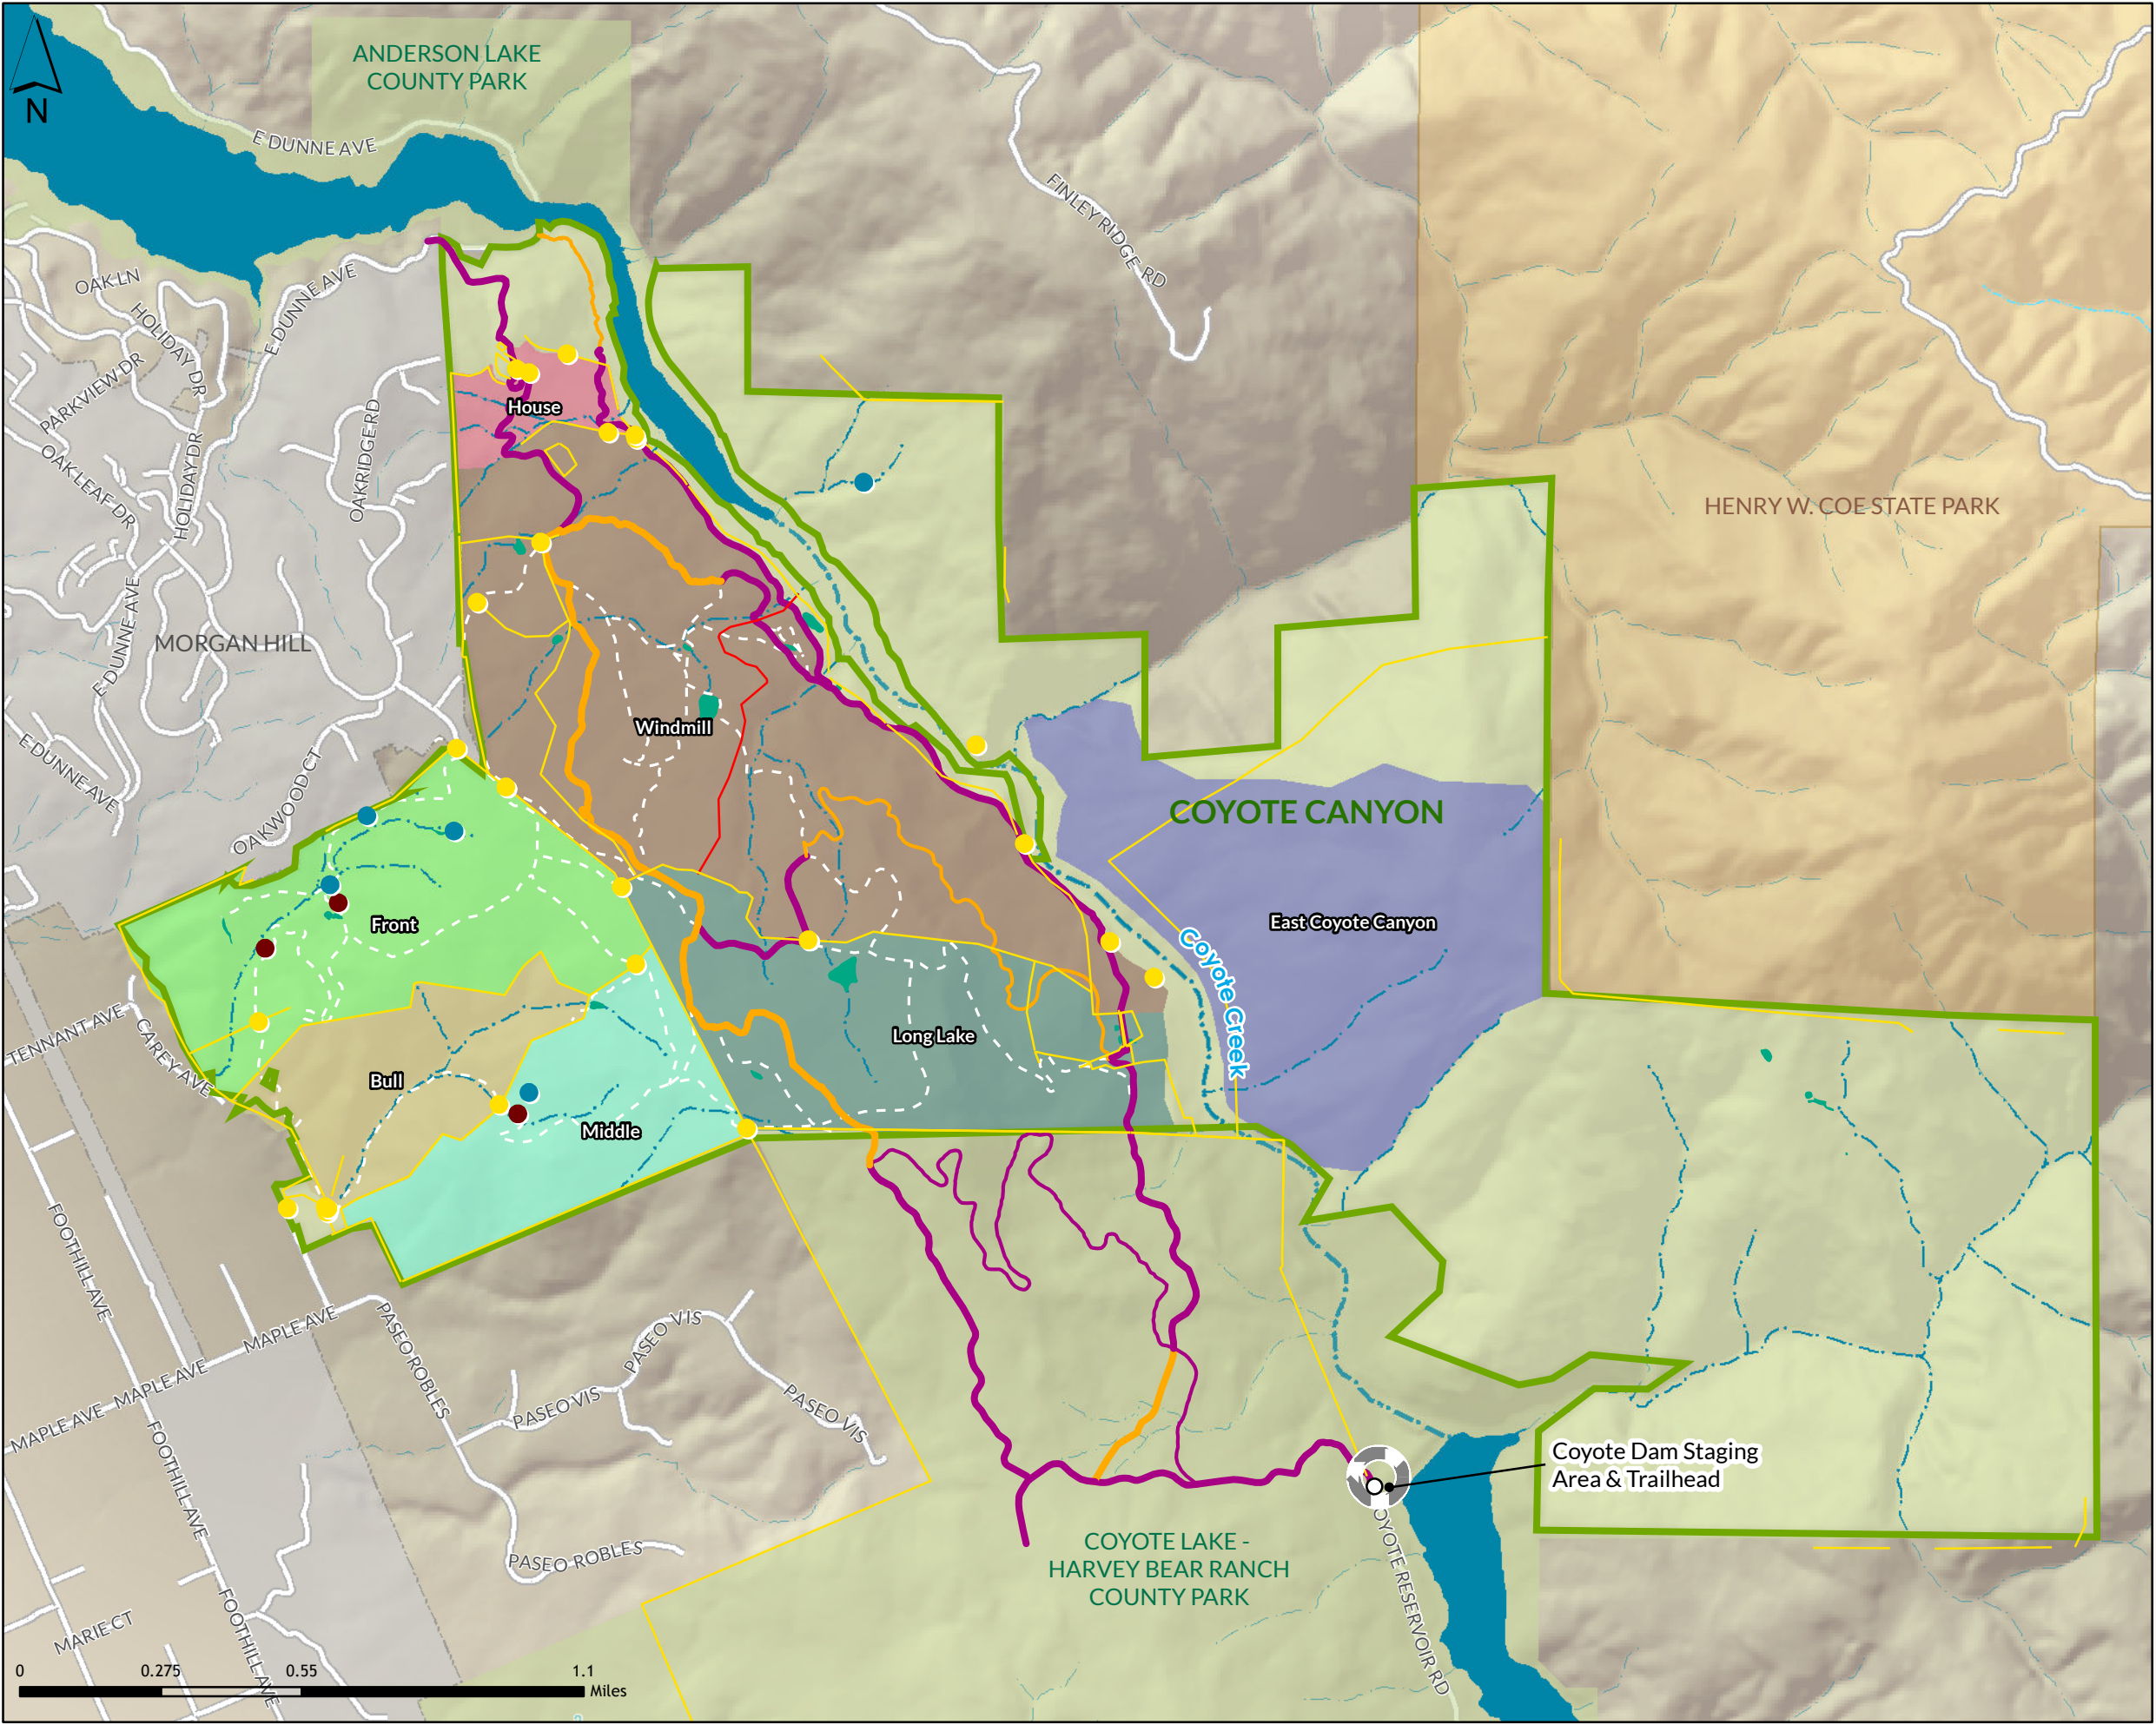 ANDERSON LAKE
COUNTY PARK
N
E DUNNE AVE
FINLEY RIDGE RD
OAK LN
E DUNNE AVE
HOLIDAY DR
PARKVIEW DR
House
OAKRIDGE RD
OAK LEAF DR
HOLIDAY DR
HENRY W. COE STATE PARK
E DUNNE AVE
MORGAN HILL
Windmill
E DUNNE AVE
OAKWOOD CT
COYOTE CANYON
Front
East Coyote Canyon
Coyote Creek
TENNANT AVE
CAREY AVE
Long Lake
Bull
Middle
FOOTHILL AVE
MAPLE AVE
PASEO ROBLES
PASEO VIS
MAPLE AVE
PASEO VIS
PASEO VIS
MAPLE AVE
FOOTHILL AVE
Coyote Dam Staging
Area & Trailhead
PASEO ROBLES
COYOTE LAKE -
HARVEY BEAR RANCH
COUNTY PARK
OYOTE RESERVOIR RD
FOOTHILL AVE
MARIE CT
0 0.275 0.55 1.1
Miles